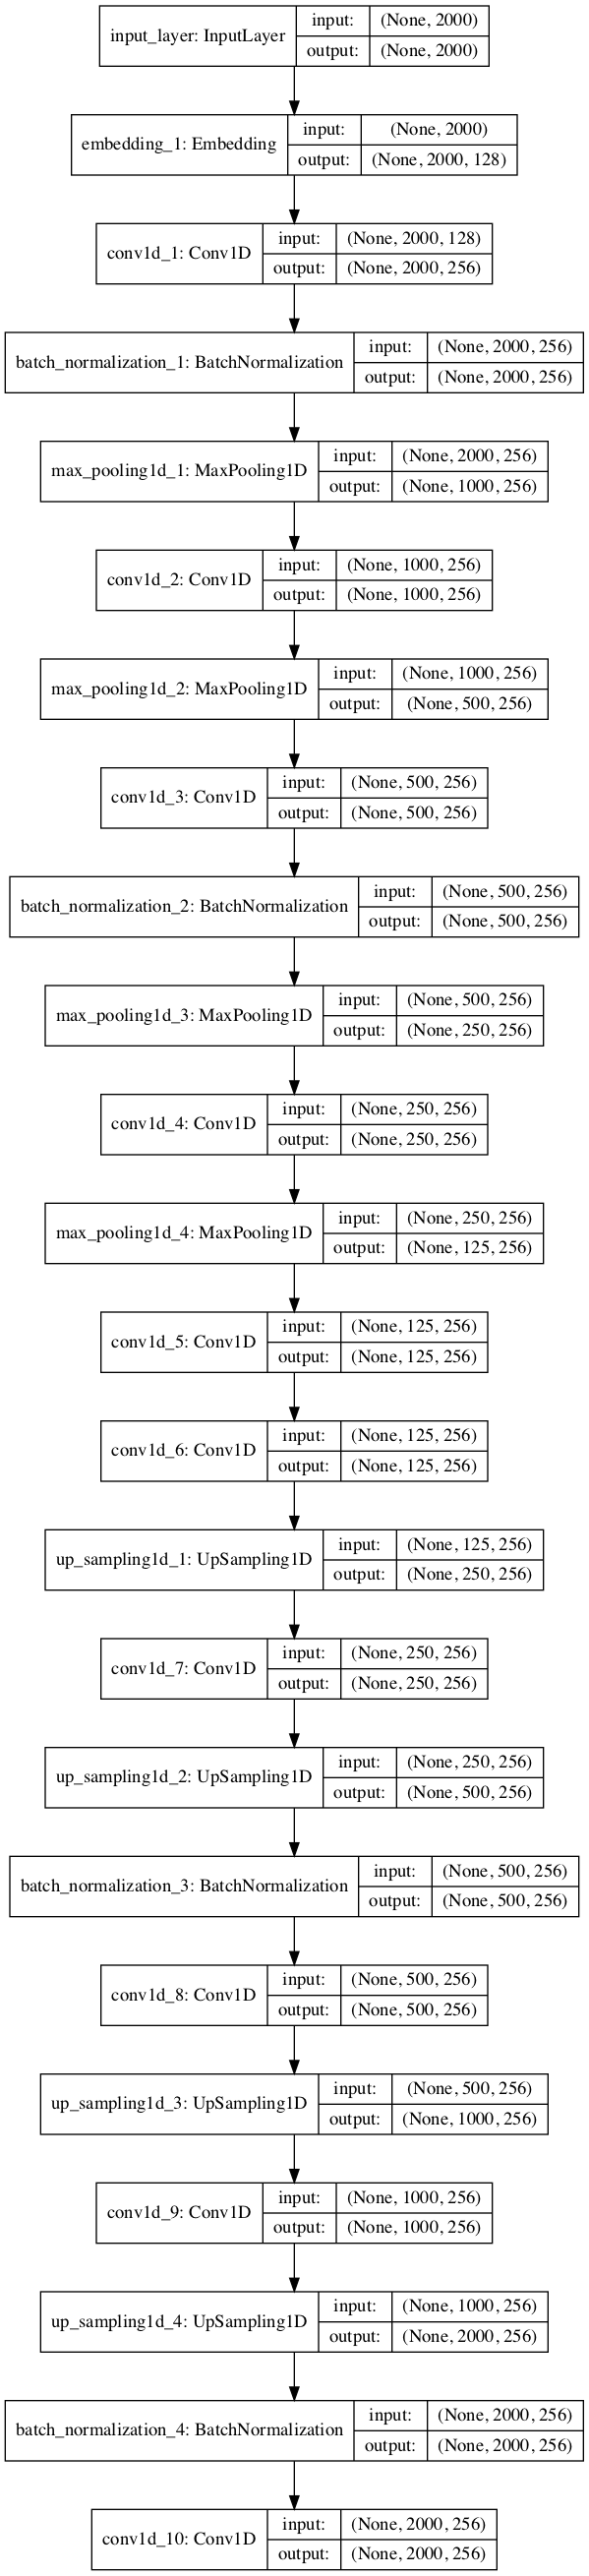 input_layer: InputLayer
input: (None, 2000)
output: (None, 2000)
embedding_1: Embedding
input: (None, 2000)
output: (None, 2000, 128)
conv1d_1: Conv1D
input: (None, 2000, 128)
output: (None, 2000, 256)
batch_normalization_1: BatchNormalization
input: (None, 2000, 256)
output: (None, 2000, 256)
max_pooling1d_1: MaxPooling1D
input: (None, 2000, 256)
output: (None, 1000, 256)
conv1d_2: Conv1D
input: (None, 1000, 256)
output: (None, 1000, 256)
max_pooling1d_2: MaxPooling1D
input: (None, 1000, 256)
output: (None, 500, 256)
conv1d_3: Conv1D
input: (None, 500, 256)
output: (None, 500, 256)
batch_normalization_2: BatchNormalization
input: (None, 500, 256)
output: (None, 500, 256)
max_pooling1d_3: MaxPooling1D
input: (None, 500, 256)
output: (None, 250, 256)
conv1d_4: Conv1D
input: (None, 250, 256)
output: (None, 250, 256)
max_pooling1d_4: MaxPooling1D
input: (None, 250, 256)
output: (None, 125, 256)
conv1d_5: Conv1D
input: (None, 125, 256)
output: (None, 125, 256)
conv1d_6: Conv1D
input: (None, 125, 256)
output: (None, 125, 256)
up_sampling1d_1: UpSampling1D
input: (None, 125, 256)
output: (None, 250, 256)
conv1d_7: Conv1D
input: (None, 250, 256)
output: (None, 250, 256)
up_sampling1d_2: UpSampling1D
input: (None, 250, 256)
output: (None, 500, 256)
batch_normalization_3: BatchNormalization
input: (None, 500, 256)
output: (None, 500, 256)
conv1d_8: Conv1D
input: (None, 500, 256)
output: (None, 500, 256)
up_sampling1d_3: UpSampling1D
input: (None, 500, 256)
output: (None, 1000, 256)
conv1d_9: Conv1D
input: (None, 1000, 256)
output: (None, 1000, 256)
up_sampling1d_4: UpSampling1D
input: (None, 1000, 256)
output: (None, 2000, 256)
batch_normalization_4: BatchNormalization
input: (None, 2000, 256)
output: (None, 2000, 256)
conv1d_10: Conv1D
input: (None, 2000, 256)
output: (None, 2000, 256)